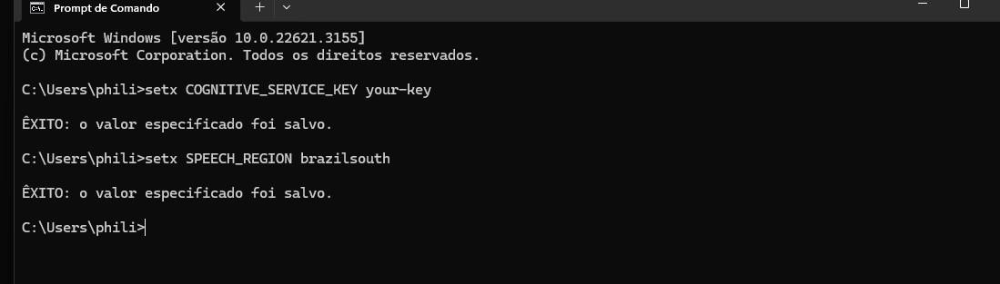 Prompt de Comando
Microsoft Windows [versão 10.0.22621.3155]
(c) Microsoft Corporation. Todos os direitos reservados.
C:\Users\phili>setx COGNITIVE_SERVICE_KEY your-key
ÊXITO: o valor especificado foi salvo.
C:\Users\phili>setx SPEECH_REGION brazilsouth
ÊXITO: o valor especificado foi salvo.
C:\Users\phili>